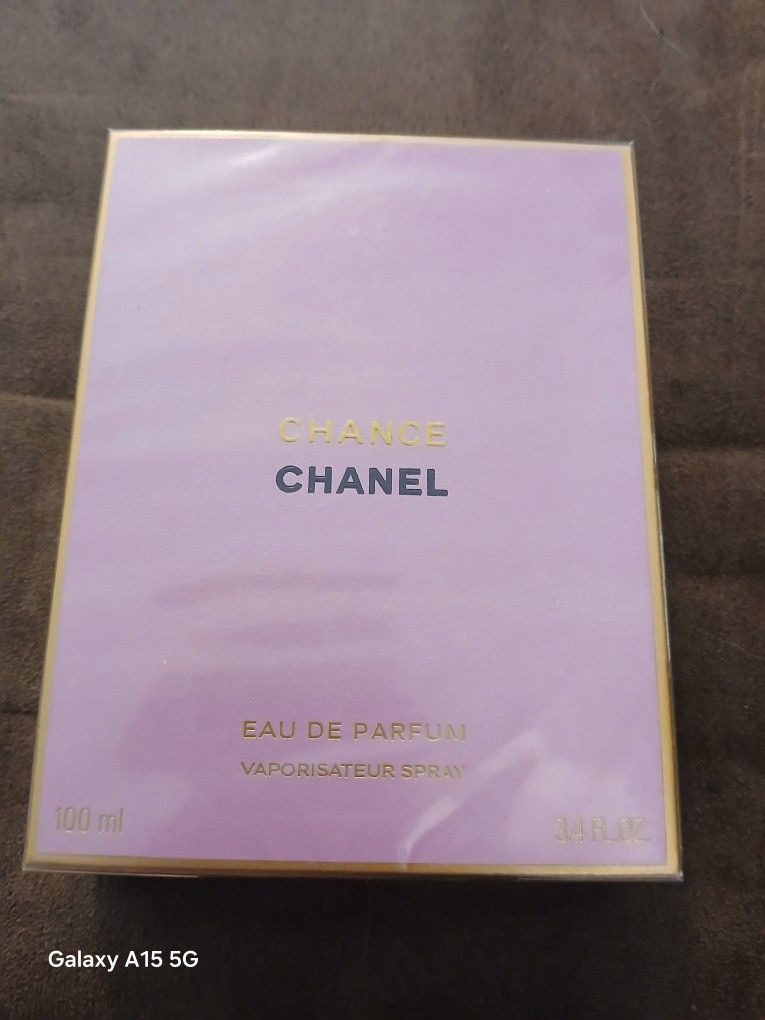 CHANCE
CHANEL
EAU DE PARFUM
VAPORISATEUR SPRAY
100 ml
3.4 FL.OZ.
Galaxy A15 5G